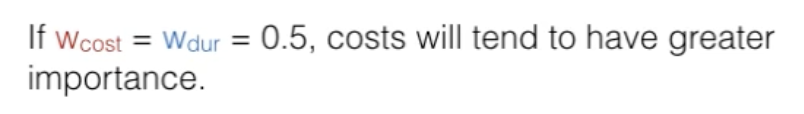 If wcost = wdur = 0.5, costs will tend to have greater
importance.